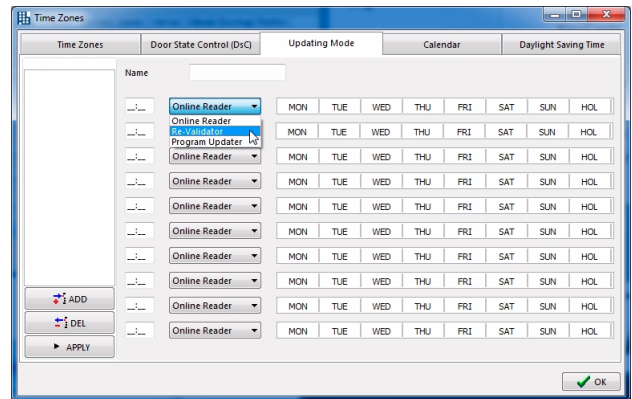 Time Zones
Time Zones Door State Control (DsC) Updating Mode Calendar Daylight Saving Time
Name
__:__ Online Reader MON TUE WED THU FRI SAT SUN HOL
Online Reader
Re-Validator
__:__ MON TUE WED THU FRI SAT SUN HOL
Program Updater
__:__ Online Reader MON TUE WED THU FRI SAT SUN HOL
__:__ Online Reader MON TUE WED THU FRI SAT SUN HOL
__:__ Online Reader MON TUE WED THU FRI SAT SUN HOL
__:__ Online Reader MON TUE WED THU FRI SAT SUN HOL
__:__ Online Reader MON TUE WED THU FRI SAT SUN HOL
__:__ Online Reader MON TUE WED THU FRI SAT SUN HOL
__:__ Online Reader MON TUE WED THU FRI SAT SUN HOL
__:__ Online Reader MON TUE WED THU FRI SAT SUN HOL
ADD
DEL
APPLY
OK